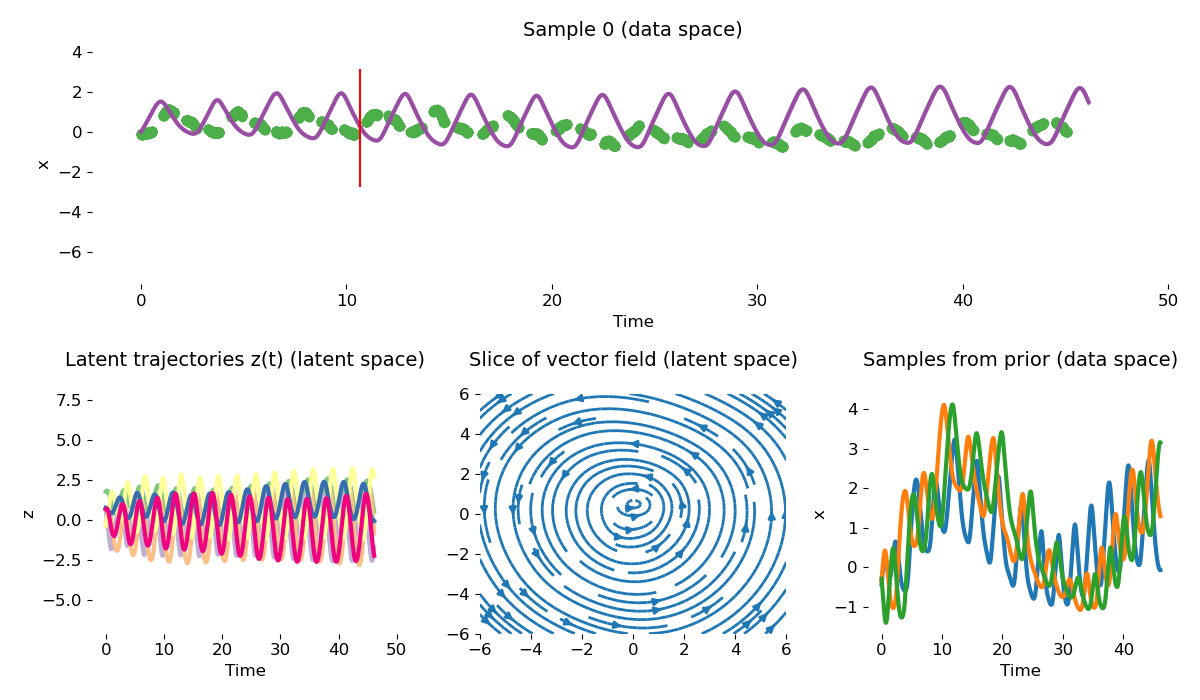 Sample 0 (data space)
4
2
0
−2
−4
−6
x
0 10 20 30 40 50
Time
Latent trajectories z(t) (latent space)
7.5
5.0
2.5
0.0
−2.5
−5.0
z
0 10 20 30 40 50
Time
Slice of vector field (latent space)
6
4
2
0
−2
−4
−6
−6 −4 −2 0 2 4 6
Samples from prior (data space)
4
3
2
1
0
−1
x
0 10 20 30 40
Time